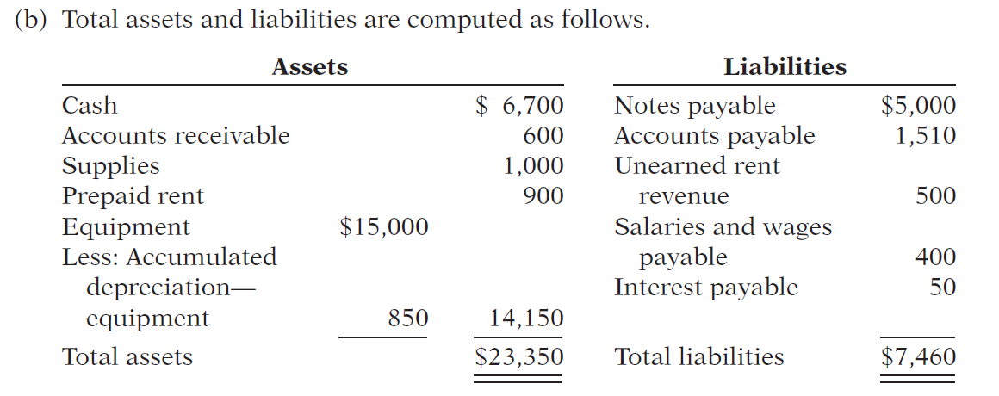 (b) Total assets and liabilities are computed as follows.
Assets Liabilities
Cash $ 6,700 Notes payable $5,000
Accounts receivable 600 Accounts payable 1,510
Supplies 1,000 Unearned rent
Prepaid rent 900 revenue 500
Equipment $15,000 Salaries and wages
Less: Accumulated payable 400
depreciation— Interest payable 50
equipment 850 14,150
Total assets $23,350 Total liabilities $7,460